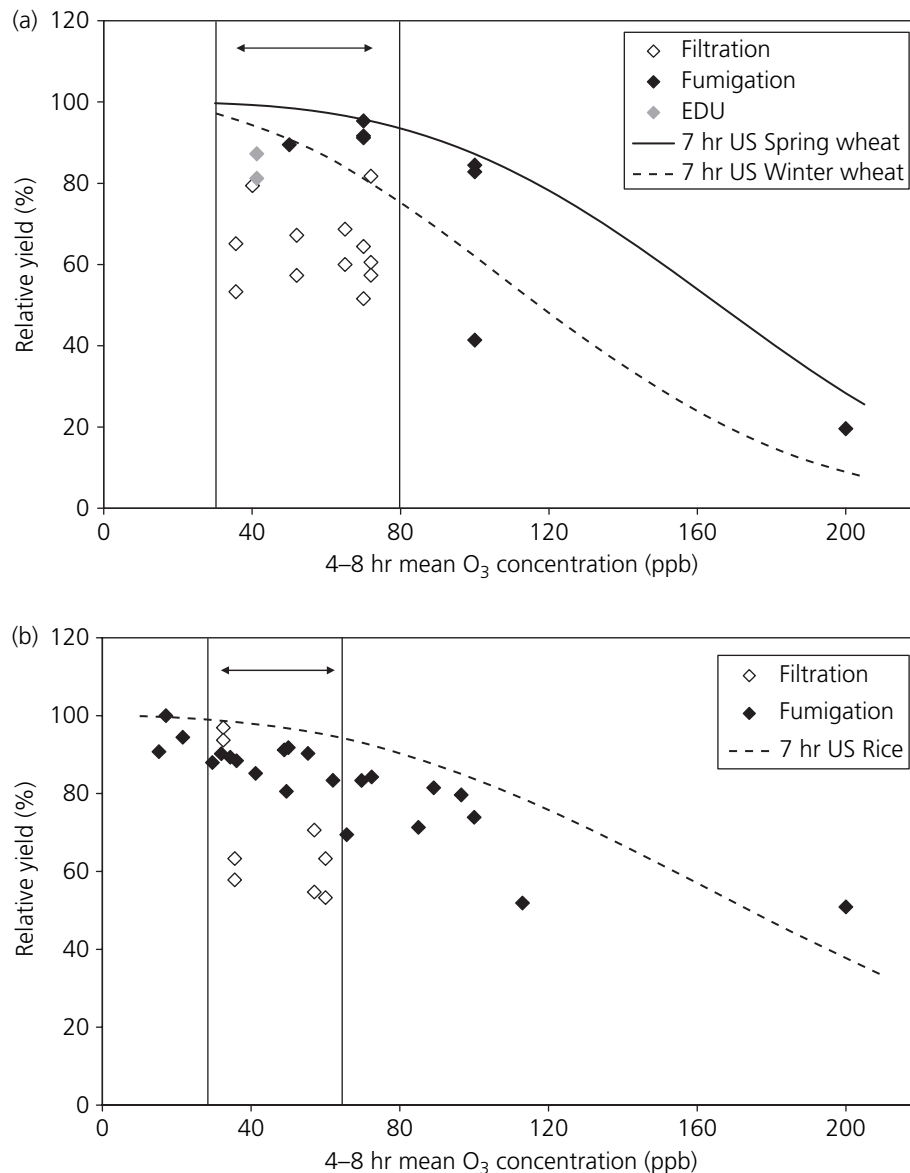 (a)
120
100
80
60
40
20
0
Relative yield (%)
0 40 80 120 160 200
4–8 hr mean O₃ concentration (ppb)
Filtration
Fumigation
EDU
7 hr US Spring wheat
7 hr US Winter wheat
(b)
120
100
80
60
40
20
0
Relative yield (%)
0 40 80 120 160 200
4–8 hr mean O₃ concentration (ppb)
Filtration
Fumigation
7 hr US Rice